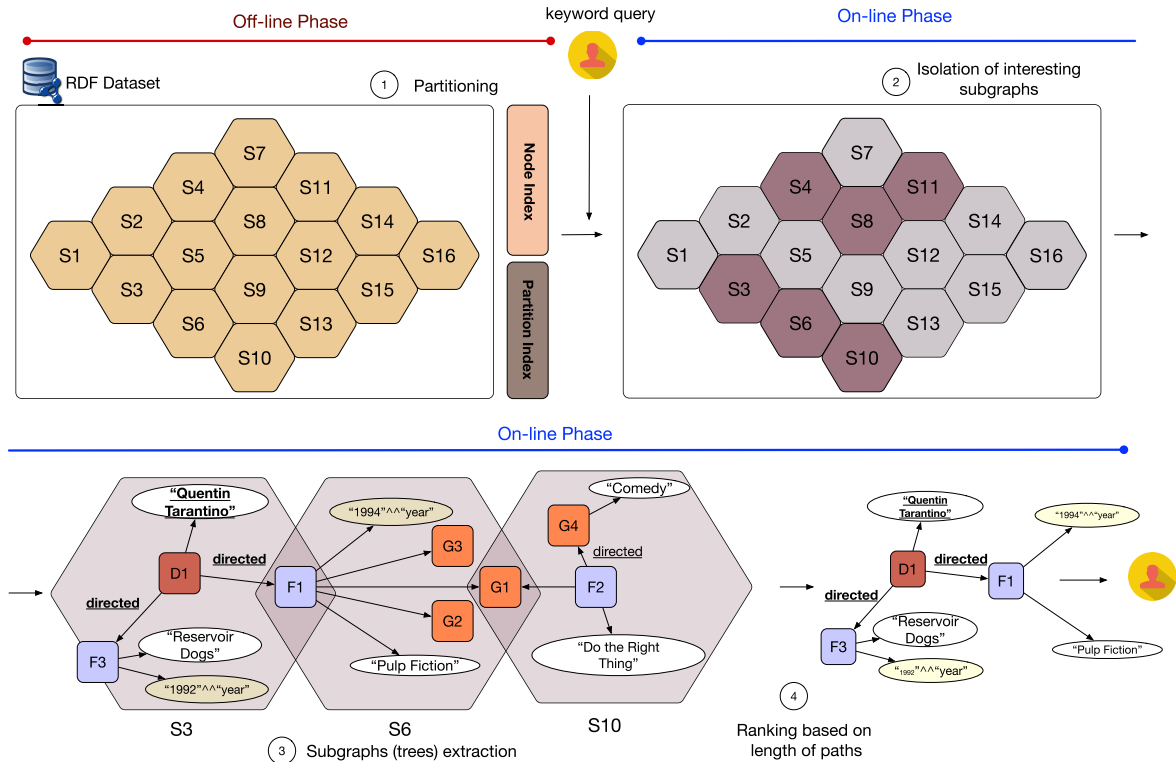 Off-line Phase
keyword query
On-line Phase
RDF Dataset
1
Partitioning
2
Isolation of interesting
subgraphs
S7
S4
S11
S2
S8
S14
S1
S5
S12
S16
S3
S9
S15
S6
S13
S10
Node Index
Partition Index
S7
S4
S11
S2
S8
S14
S1
S5
S12
S16
S3
S9
S15
S6
S13
S10
On-line Phase
“Quentin
Tarantino”
D1
directed
directed
F3
“Reservoir
Dogs”
“1992”^^“year”
S3
“1994”^^“year”
F1
G3
G1
G2
“Pulp Fiction”
S6
“Comedy”
G4
directed
F2
“Do the Right
Thing”
S10
3
Subgraphs (trees) extraction
“Quentin
Tarantino”
D1
directed
directed
F3
“Reservoir
Dogs”
“1992”^^“year”
“1994”^^“year”
F1
“Pulp Fiction”
4
Ranking based on
length of paths